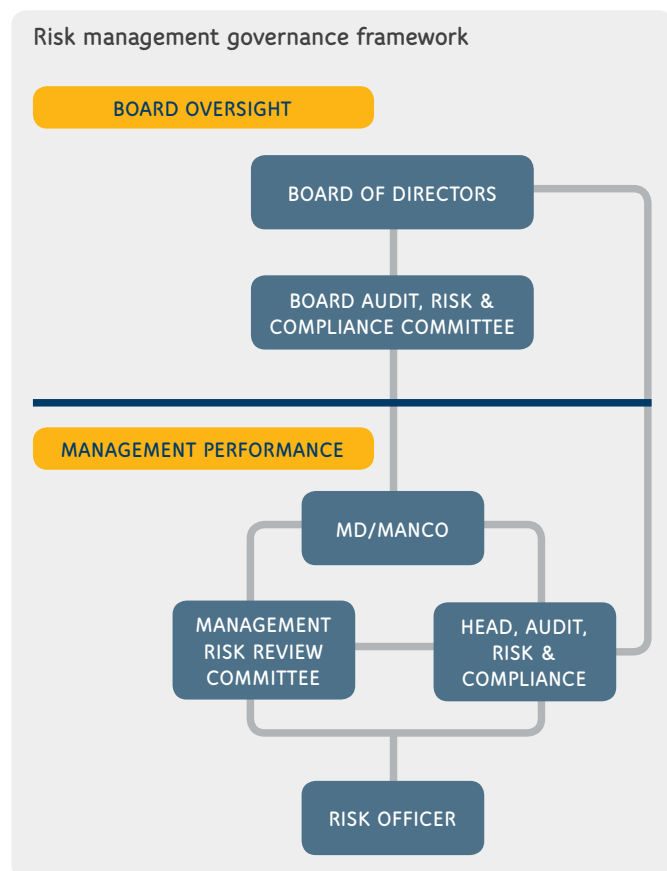 Risk management governance framework
BOARD OVERSIGHT
BOARD OF DIRECTORS
BOARD AUDIT, RISK &
COMPLIANCE COMMITTEE
MANAGEMENT PERFORMANCE
MD/MANCO
MANAGEMENT
RISK REVIEW
COMMITTEE
HEAD, AUDIT,
RISK &
COMPLIANCE
RISK OFFICER